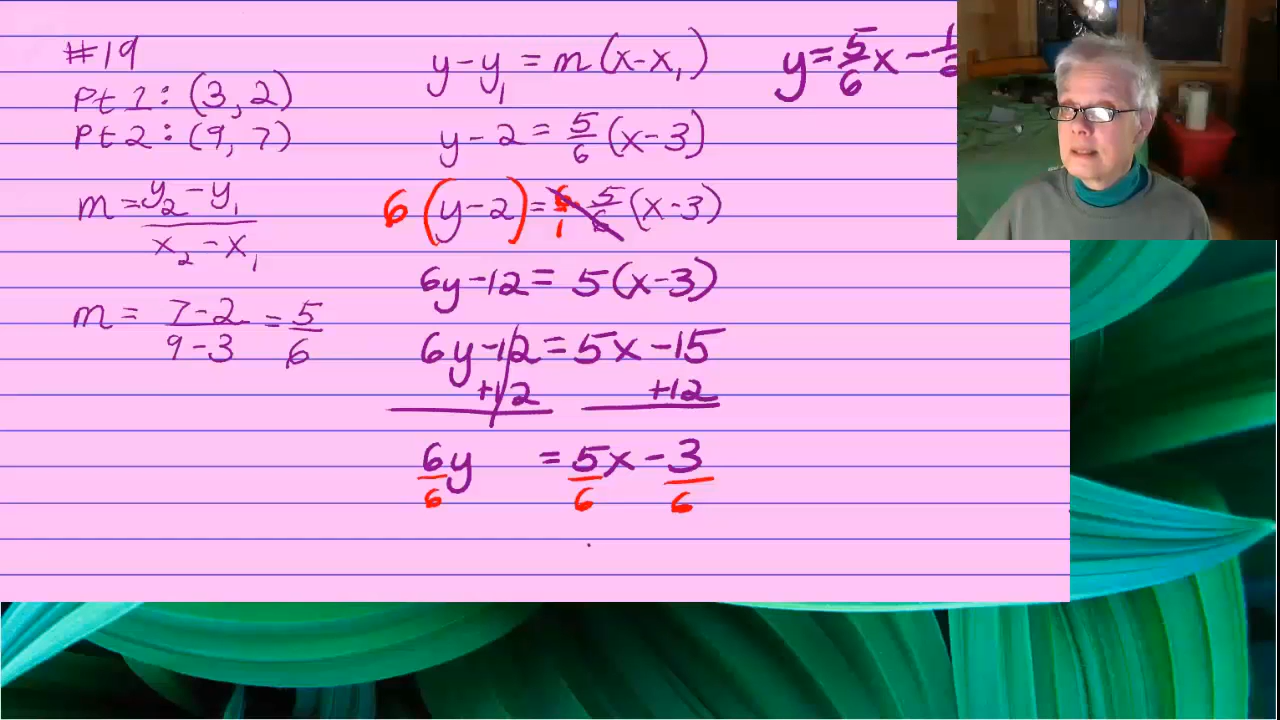 #19
Pt 1: (3, 2)
Pt 2: (9, 7)
m = y₂ - y₁ / x₂ - x₁
m = 7-2 / 9-3 = 5/6
y - y₁ = m(x - x₁)
y - 2 = 5/6 (x - 3)
6(y - 2) = 6/1 5/6 (x - 3)
6y - 12 = 5(x - 3)
6y - 12 = 5x - 15
+12 +12
6y = 5x - 3
6 6 6
y = 5/6 x - 1